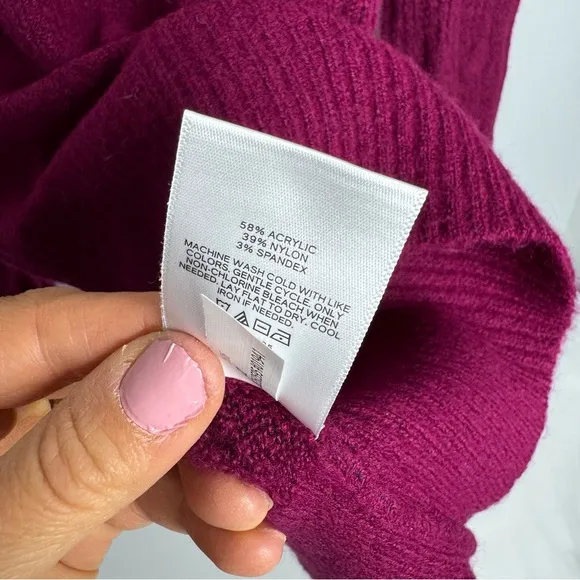 58% ACRYLIC
39% NYLON
3% SPANDEX
MACHINE WASH COLD WITH LIKE
COLORS. GENTLE CYCLE. ONLY
NON-CHLORINE BLEACH WHEN
NEEDED. LAY FLAT TO DRY. COOL
IRON IF NEEDED.